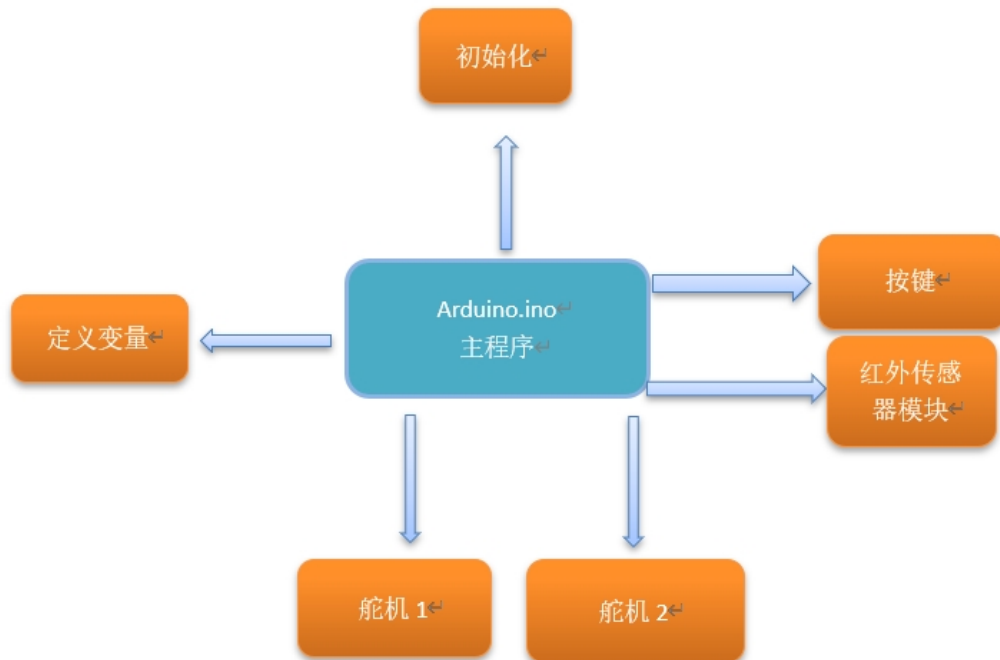 初始化
按键
Arduino.ino
主程序
定义变量
红外传感
器模块
舵机 1
舵机 2